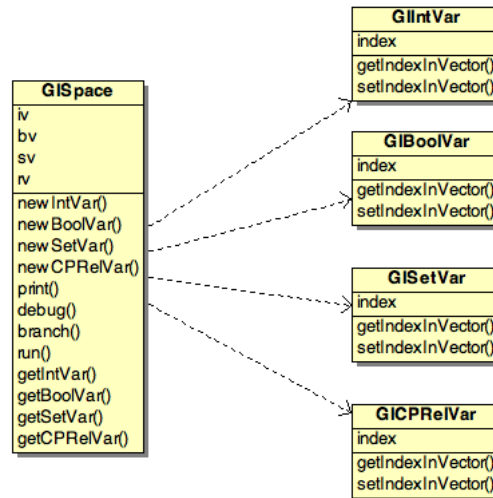 GISpace
iv
bv
sv
rv
newIntVar()
newBoolVar()
newSetVar()
newCPRelVar()
print()
debug()
branch()
run()
getIntVar()
getBoolVar()
getSetVar()
getCPRelVar()
GIIntVar
index
getIndexInVector()
setIndexInVector()
GIBoolVar
index
getIndexInVector()
setIndexInVector()
GISetVar
index
getIndexInVector()
setIndexInVector()
GICPRelVar
index
getIndexInVector()
setIndexInVector()